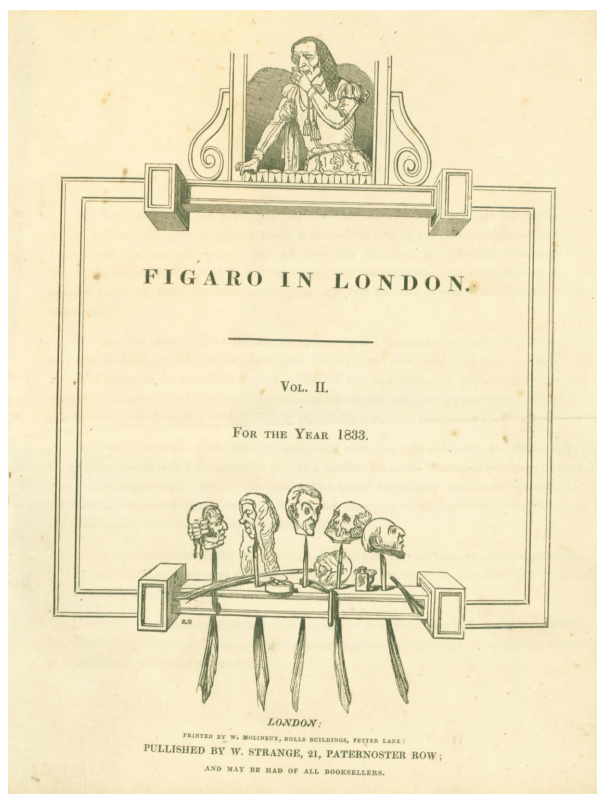 FIGARO IN LONDON.
VOL. II.
FOR THE YEAR 1833.
LONDON:
PRINTED BY W. MOLINEUX, ROLLS BUILDINGS, FETTER LANE:
PULLISHED BY W. STRANGE, 21, PATERNOSTER ROW;
AND MAY BE HAD OF ALL BOOKSELLERS.